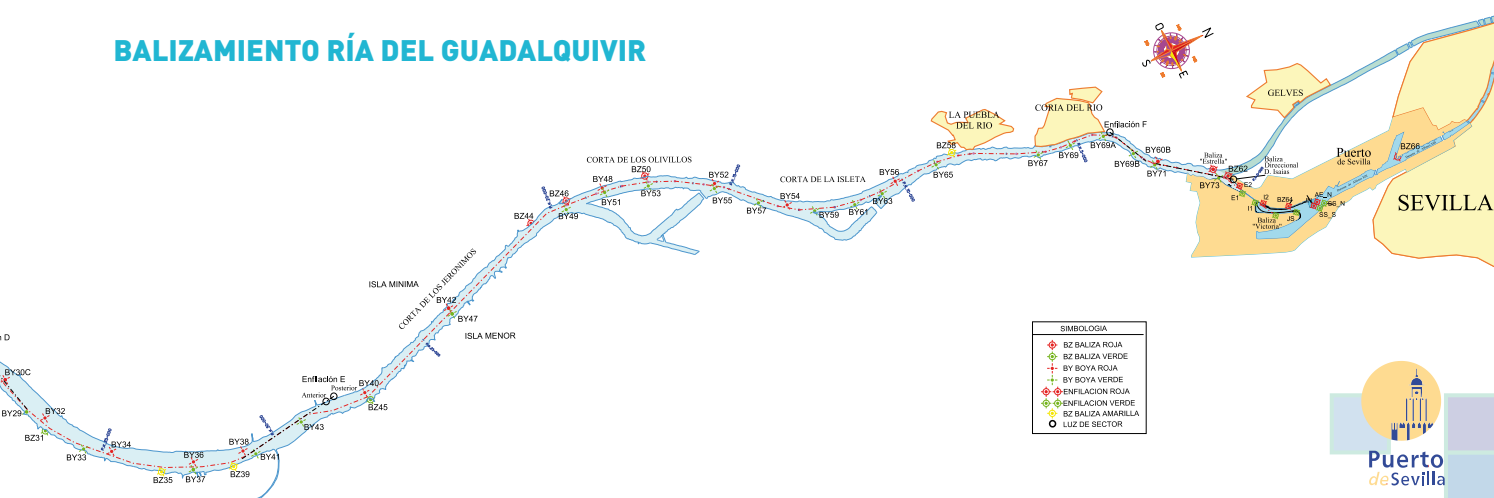 BALIZAMIENTO RÍA DEL GUADALQUIVIR
O
N
S
E
GELVES
LA PUEBLA
DEL RIO
CORIA DEL RIO
Enfilación F
BZ58
BY65
BY67
BY69
BY69A
BY69B
BY60B
BY71
Baliza
"Estrella"
BZ62
Baliza
Direccional
D. Isaias
BY73
E2
E1
I1
I2
BZ64
JS
Baliza
"Victoria"
AE_N
SS_S
Puerto
de Sevilla
BZ66
SEVILLA
CORTA DE LOS OLIVILLOS
BZ50
BY48
BY53
BY51
BZ46
BY49
BZ44
BY52
BY55
BY57
BY54
CORTA DE LA ISLETA
BY56
BY59
BY61
BY63
CORTA DE LOS JERONIMOS
ISLA MINIMA
BY42
BY47
ISLA MENOR
D
BY30C
BY29
BY32
BZ31
BY33
BY34
BZ35
BY36
BY37
BY38
BZ39
BY41
BY43
Enfilación E
Posterior
Anterior
BY40
BZ45
SIMBOLOGIA
BZ BALIZA ROJA
BZ BALIZA VERDE
BY BOYA ROJA
BY BOYA VERDE
ENFILACION ROJA
ENFILACION VERDE
BZ BALIZA AMARILLA
LUZ DE SECTOR
Puerto
de Sevilla